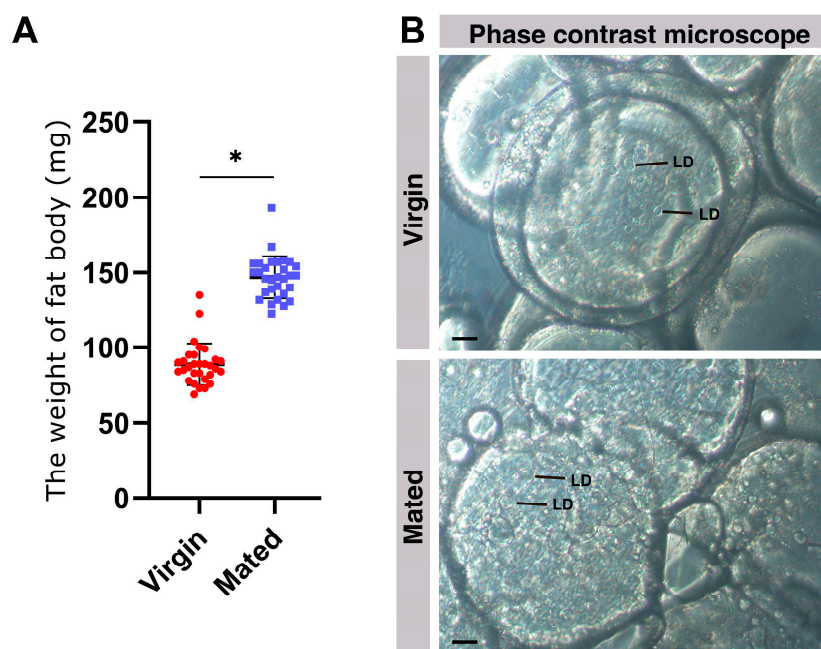 A
The weight of fat body (mg)
250
200
150
100
50
0
*
Virgin
Mated
B
Phase contrast microscope
Virgin
LD
LD
Mated
LD
LD